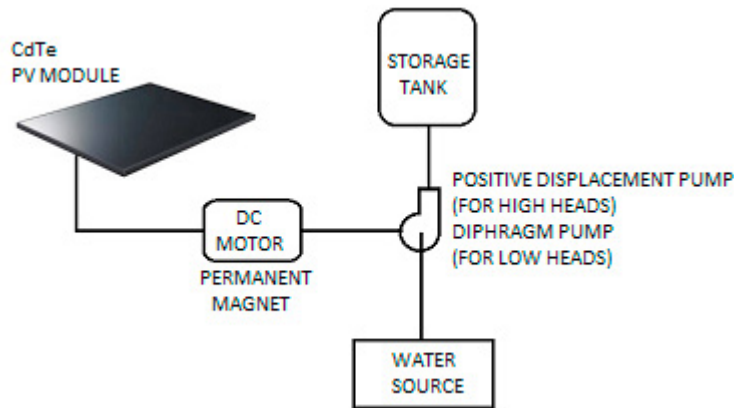 CdTe
PV MODULE
STORAGE
TANK
POSITIVE DISPLACEMENT PUMP
(FOR HIGH HEADS)
DIPHRAGM PUMP
(FOR LOW HEADS)
DC
MOTOR
PERMANENT
MAGNET
WATER
SOURCE